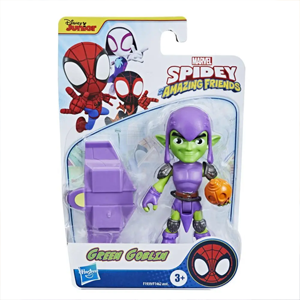 Disney
JUNIOR
MARVEL
SPIDEY
AND HIS
AMAZING FRIENDS
GREEN GOBLIN
Hasbro
3+